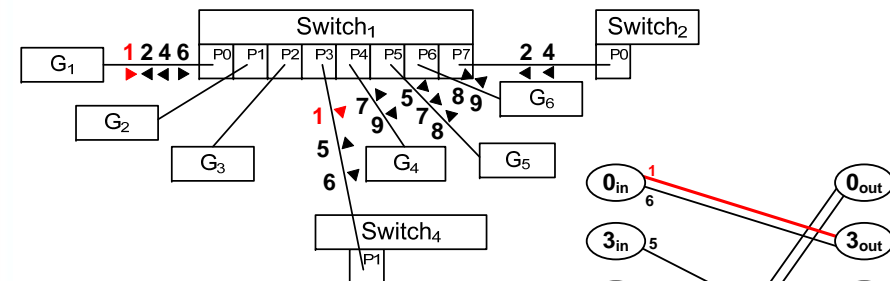 Switch₁
Switch₂
P0 P1 P2 P3 P4 P5 P6 P7
P0
G₁
1 2 4 6
2 4
G₂
G₃
G₄
G₅
G₆
1
5
6
7
9
5
7
8
8
9
Switch₄
P1
0in
1
6
0out
3in
5
3out